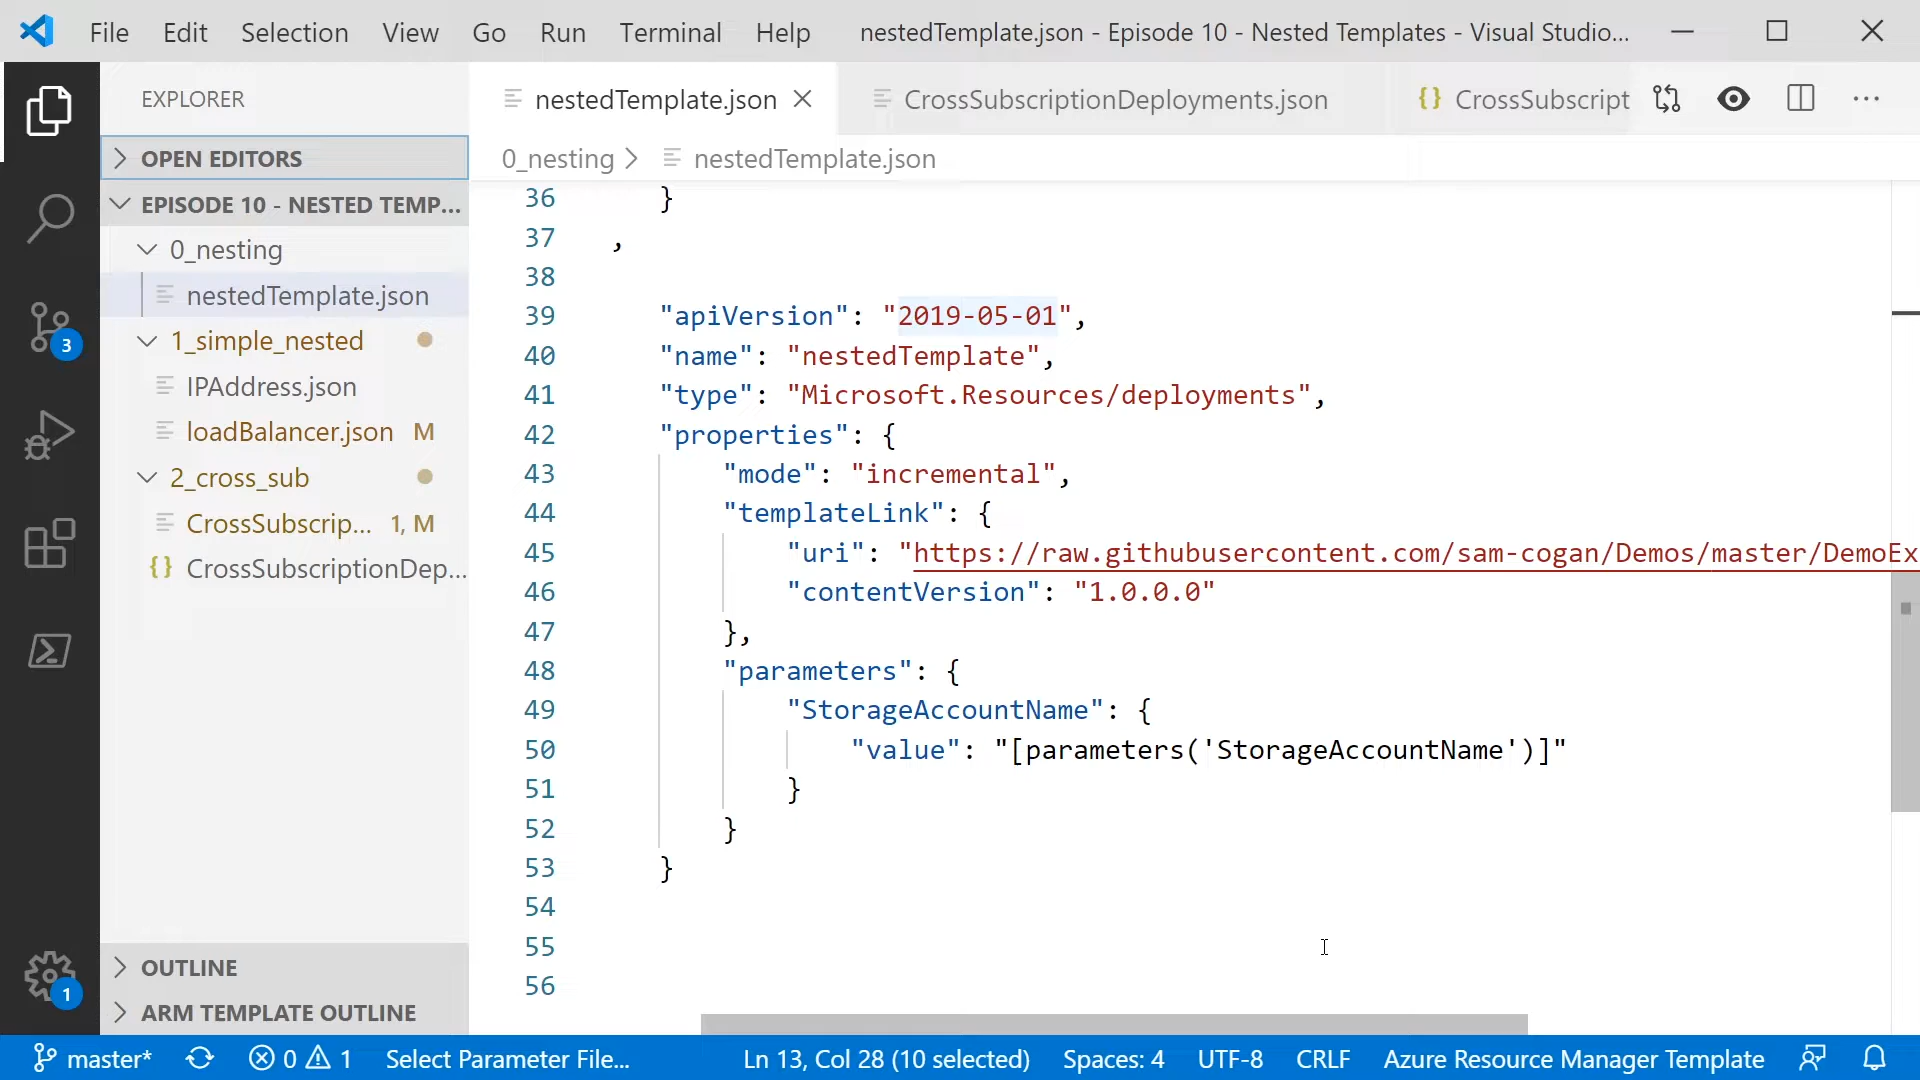 File Edit Selection View Go Run Terminal Help nestedTemplate.json - Episode 10 - Nested Templates - Visual Studio...
EXPLORER
OPEN EDITORS
EPISODE 10 - NESTED TEMP...
0_nesting
nestedTemplate.json
1_simple_nested
IPAddress.json
loadBalancer.json M
2_cross_sub
CrossSubscrip... 1, M
{} CrossSubscriptionDep...
OUTLINE
ARM TEMPLATE OUTLINE
3
1
nestedTemplate.json CrossSubscriptionDeployments.json {} CrossSubscript
0_nesting > nestedTemplate.json
36 }
37 ,
38
39 "apiVersion": "2019-05-01",
40 "name": "nestedTemplate",
41 "type": "Microsoft.Resources/deployments",
42 "properties": {
43 "mode": "incremental",
44 "templateLink": {
45 "uri": "https://raw.githubusercontent.com/sam-cogan/Demos/master/DemoEx
46 "contentVersion": "1.0.0.0"
47 },
48 "parameters": {
49 "StorageAccountName": {
50 "value": "[parameters('StorageAccountName')]"
51 }
52 }
53 }
54
55
56
master* 0 1 Select Parameter File... Ln 13, Col 28 (10 selected) Spaces: 4 UTF-8 CRLF Azure Resource Manager Template